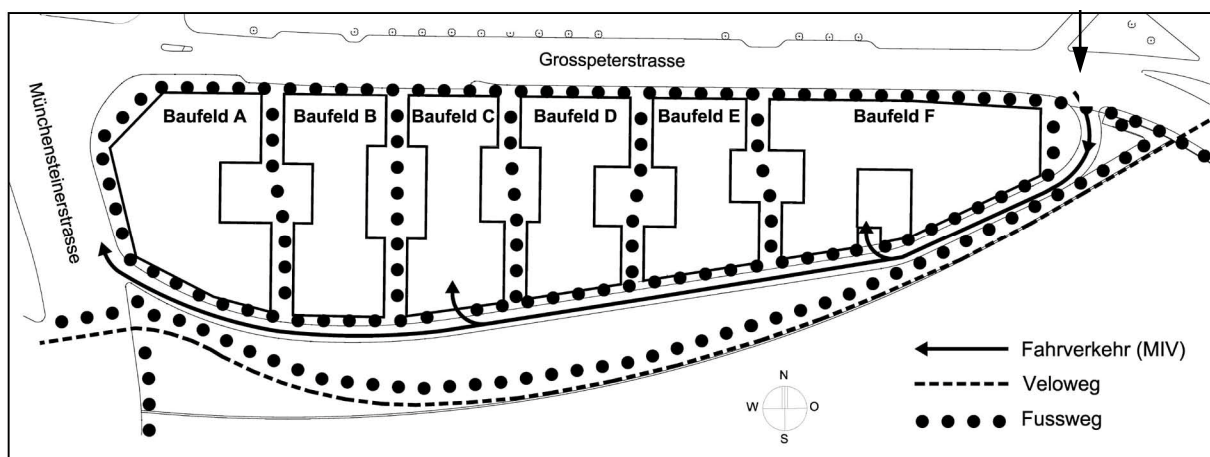 Grosspeterstrasse
Münchensteinerstrasse
Baufeld A
Baufeld B
Baufeld C
Baufeld D
Baufeld E
Baufeld F
N
W O
S
Fahrverkehr (MIV)
Veloweg
Fussweg